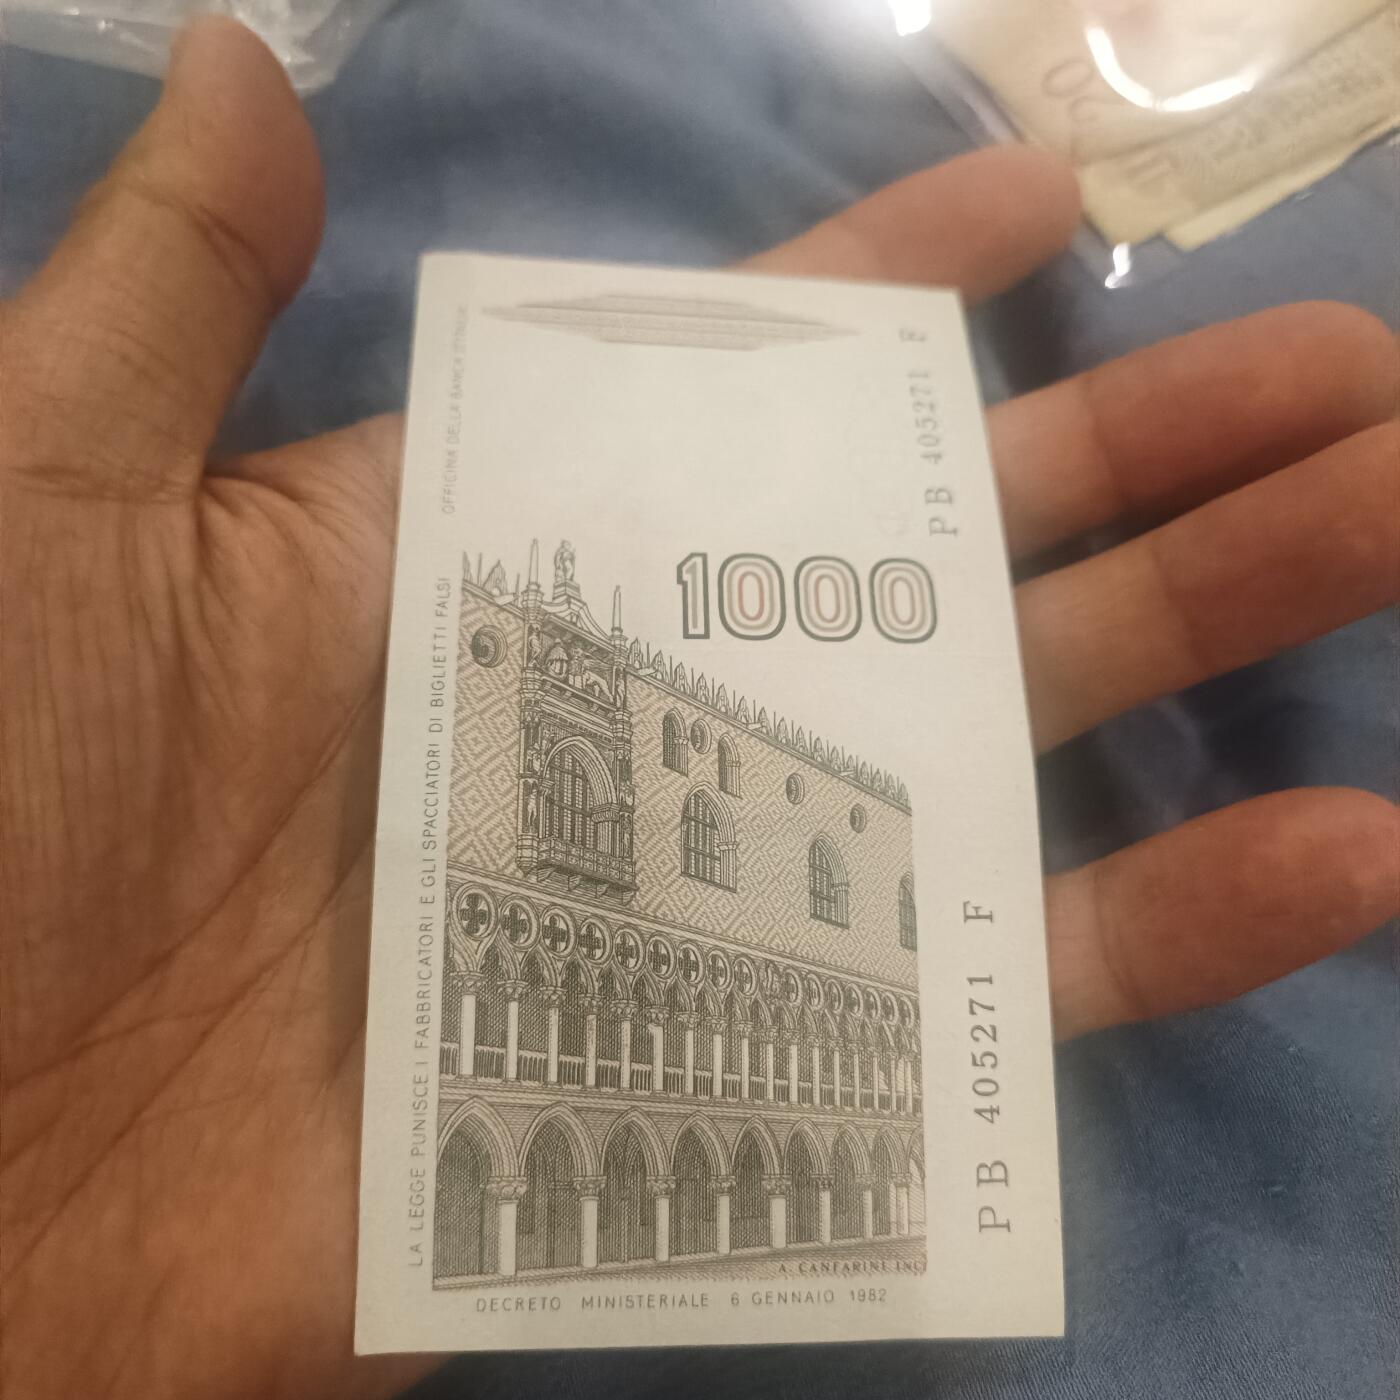 OFFICINA DELLA BANCA D'ITALIA
PB 405271 F
1000
LA LEGGE PUNISCE I FABBRICATORI E GLI SPACCIATORI DI BIGLIETTI FALSI
PB 405271 F
A. CANFARINI INC.
DECRETO MINISTERIALE 6 GENNAIO 1982